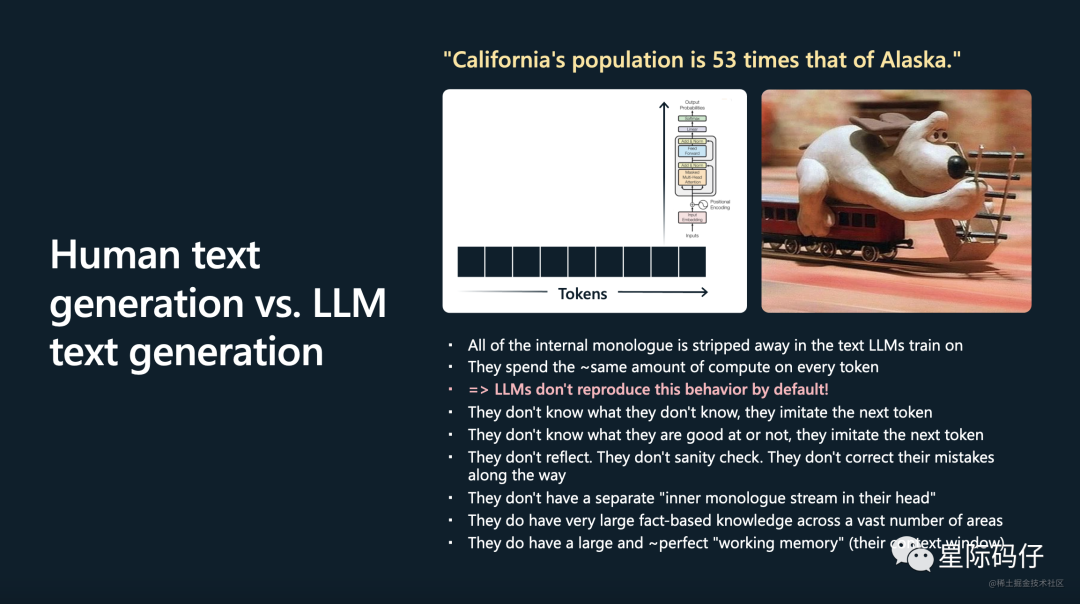 "California's population is 53 times that of Alaska."
Human text
generation vs. LLM
text generation
Output
Probabilities
Softmax
Linear
Add & Norm
Feed
Forward
Add & Norm
Masked
Multi-Head
Attention
Positional
Encoding
Input
Embedding
Inputs
Tokens
· All of the internal monologue is stripped away in the text LLMs train on
· They spend the ~same amount of compute on every token
· => LLMs don't reproduce this behavior by default!
· They don't know what they don't know, they imitate the next token
· They don't know what they are good at or not, they imitate the next token
· They don't reflect. They don't sanity check. They don't correct their mistakes
along the way
· They don't have a separate "inner monologue stream in their head"
· They do have very large fact-based knowledge across a vast number of areas
· They do have a large and ~perfect "working memory" (their context window)
星际码仔
@稀土掘金技术社区